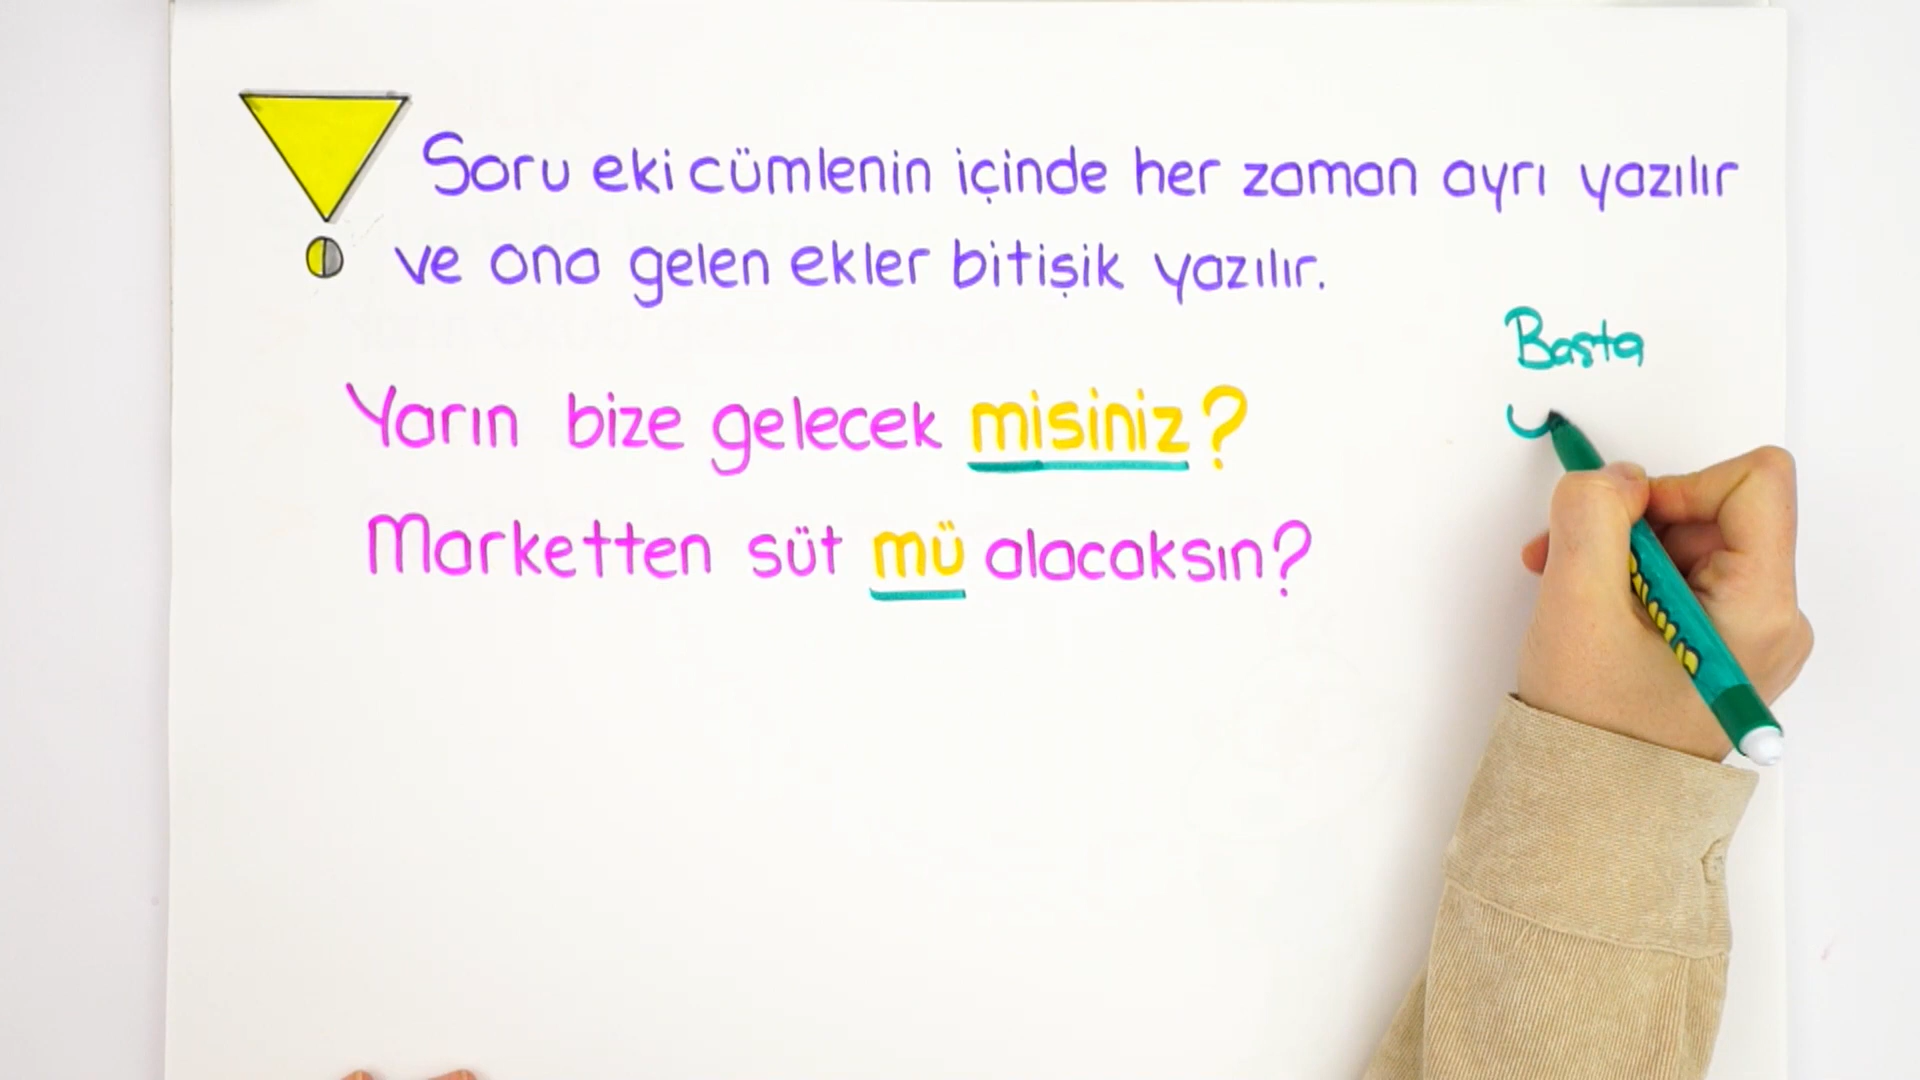 Soru eki cümlenin içinde her zaman ayrı yazılır
ve ona gelen ekler bitişik yazılır.
Başta
Yarın bize gelecek misiniz?
Marketten süt mü alacaksın?